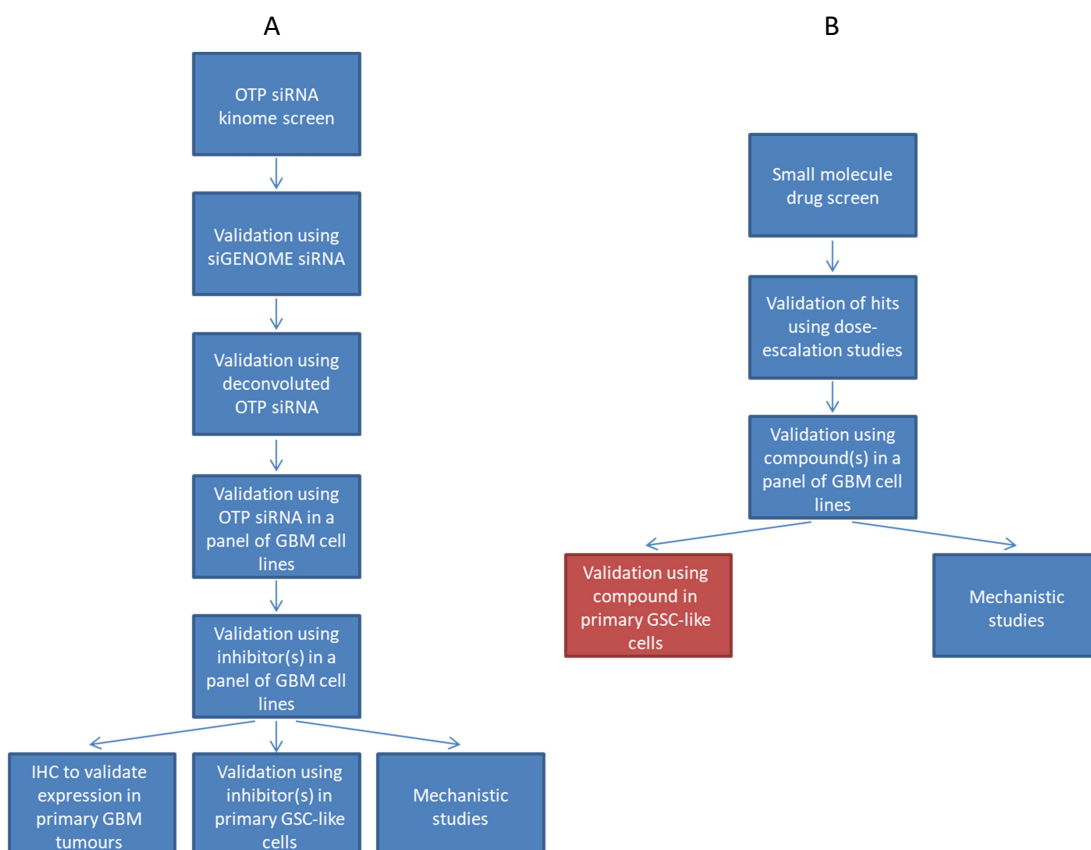 A
OTP siRNA
kinome screen
Validation using
siGENOME siRNA
Validation using
deconvoluted
OTP siRNA
Validation using
OTP siRNA in a
panel of GBM cell
lines
Validation using
inhibitor(s) in a
panel of GBM cell
lines
IHC to validate
expression in
primary GBM
tumours
Validation using
inhibitor(s) in
primary GSC-like
cells
Mechanistic
studies
B
Small molecule
drug screen
Validation of hits
using dose-
escalation studies
Validation using
compound(s) in a
panel of GBM cell
lines
Validation using
compound in
primary GSC-like
cells
Mechanistic
studies